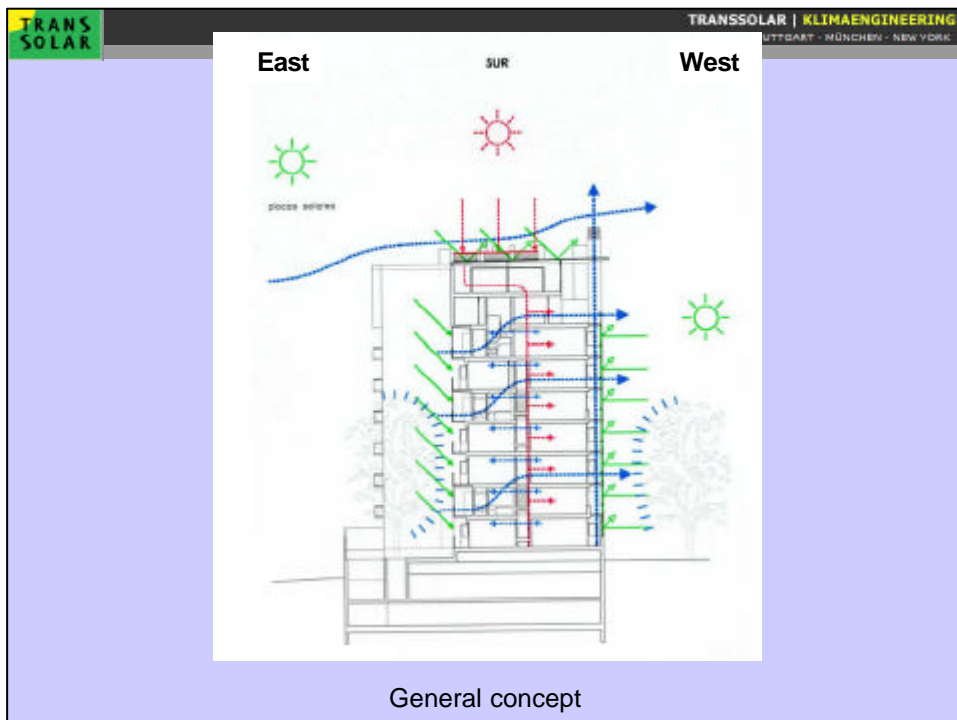 TRANS
SOLAR
TRANSSOLAR | KLIMAENGINEERING
UTTGART - MÜNCHEN - NEW YORK
East
SUR
West
placas solares
General concept